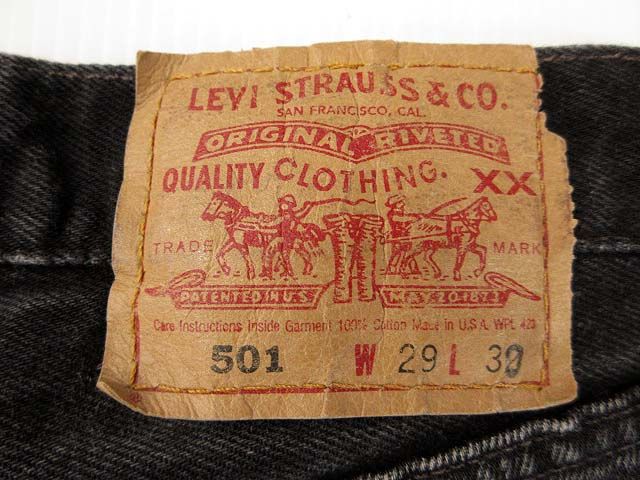 LEVI STRAUSS & CO.
SAN FRANCISCO, CAL.
ORIGINAL RIVETED
QUALITY CLOTHING. XX
TRADE MARK
PATENTED IN U.S. MAY 20 1873
Care Instructions Inside Garment 100% Cotton Made in U.S.A. WPL 423
501 W 29 L 30